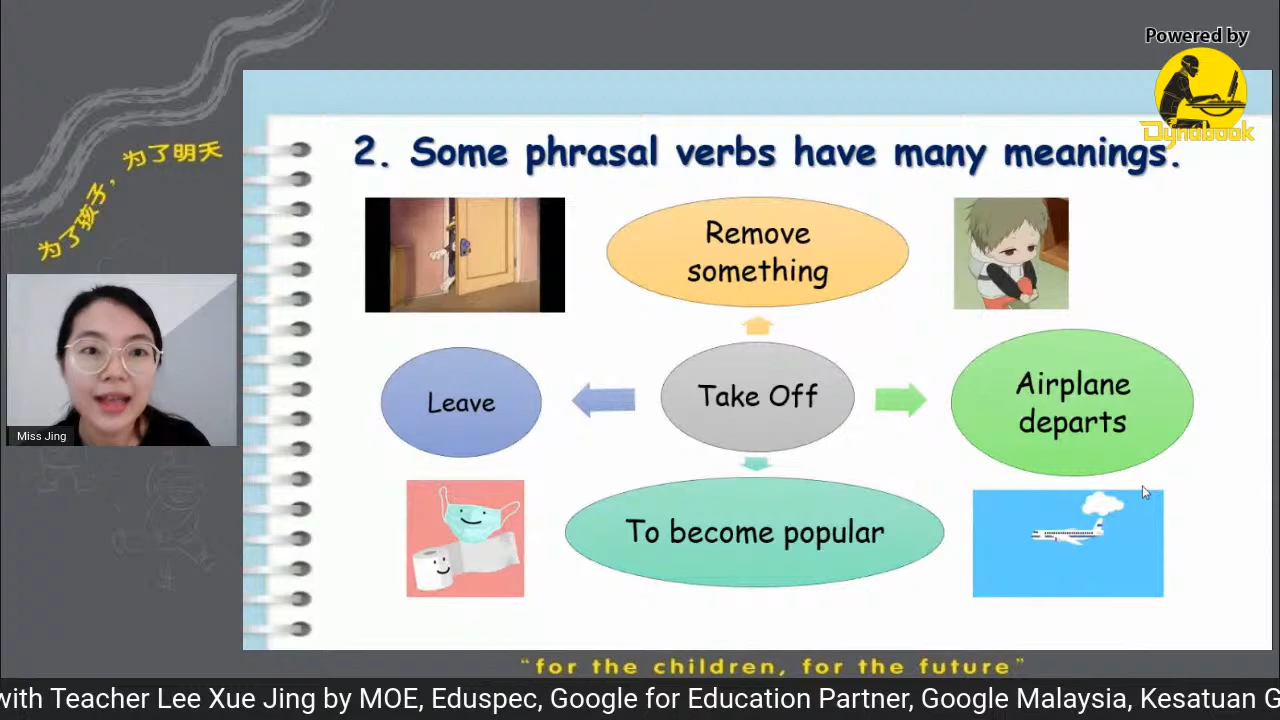 Powered by
Dynabook
为了孩子，为了明天
2. Some phrasal verbs have many meanings.
Remove
something
Leave
Take Off
Airplane
departs
To become popular
Miss Jing
“for the children, for the future”
with Teacher Lee Xue Jing by MOE, Eduspec, Google for Education Partner, Google Malaysia, Kesatuan G